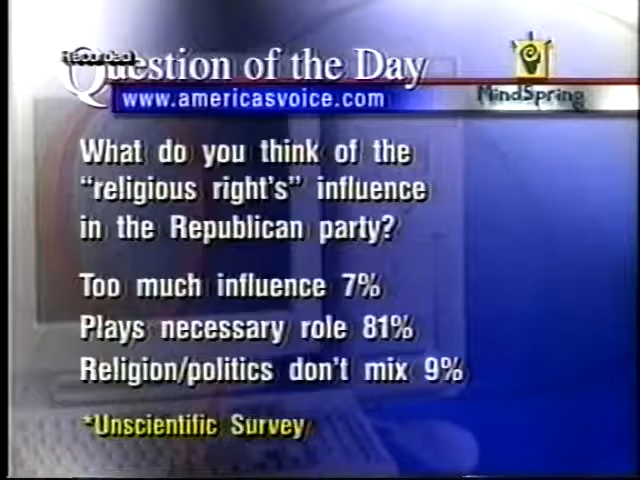 Recorded
Question of the Day
www.americasvoice.com
MindSpring
What do you think of the
"religious right's" influence
in the Republican party?
Too much influence 7%
Plays necessary role 81%
Religion/politics don't mix 9%
*Unscientific Survey